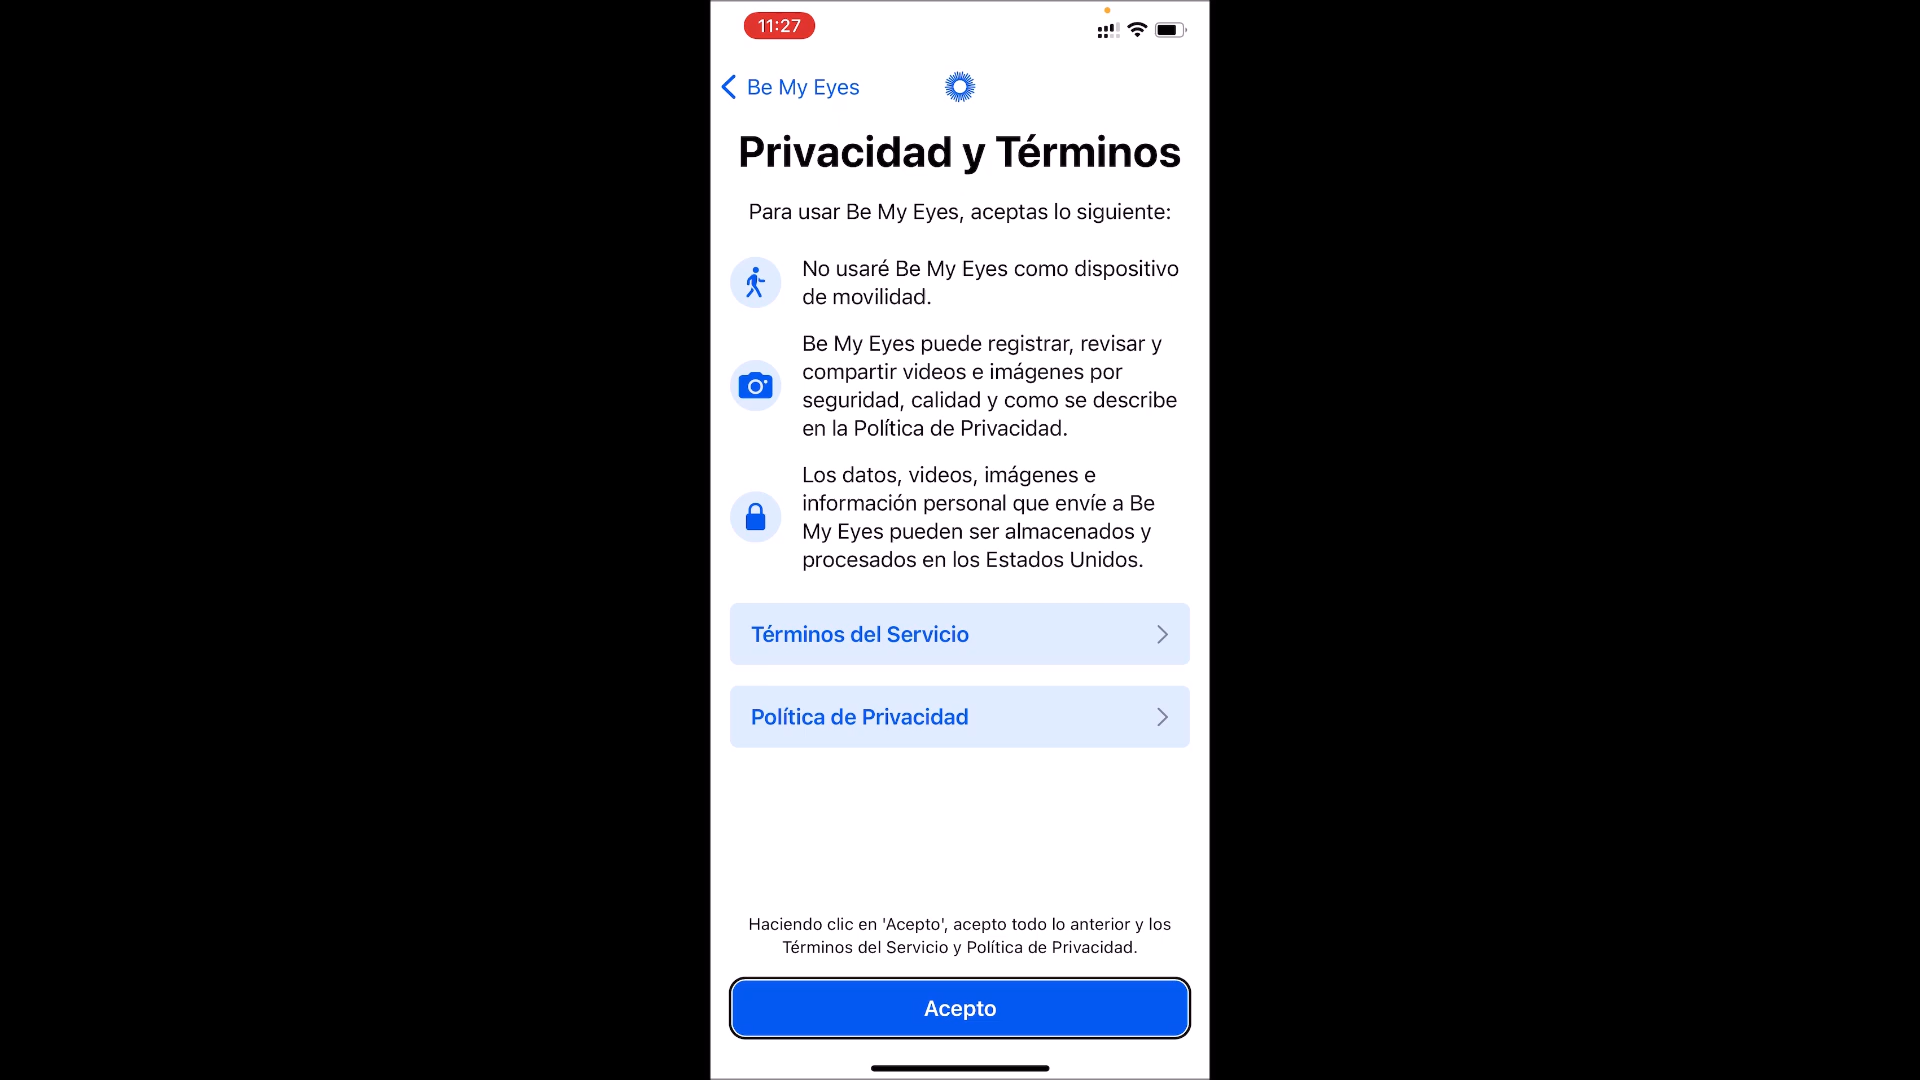 11:27
Be My Eyes
Privacidad y Términos
Para usar Be My Eyes, aceptas lo siguiente:
No usaré Be My Eyes como dispositivo
de movilidad.
Be My Eyes puede registrar, revisar y
compartir videos e imágenes por
seguridad, calidad y como se describe
en la Política de Privacidad.
Los datos, videos, imágenes e
información personal que envíe a Be
My Eyes pueden ser almacenados y
procesados en los Estados Unidos.
Términos del Servicio
Política de Privacidad
Haciendo clic en 'Acepto', acepto todo lo anterior y los
Términos del Servicio y Política de Privacidad.
Acepto